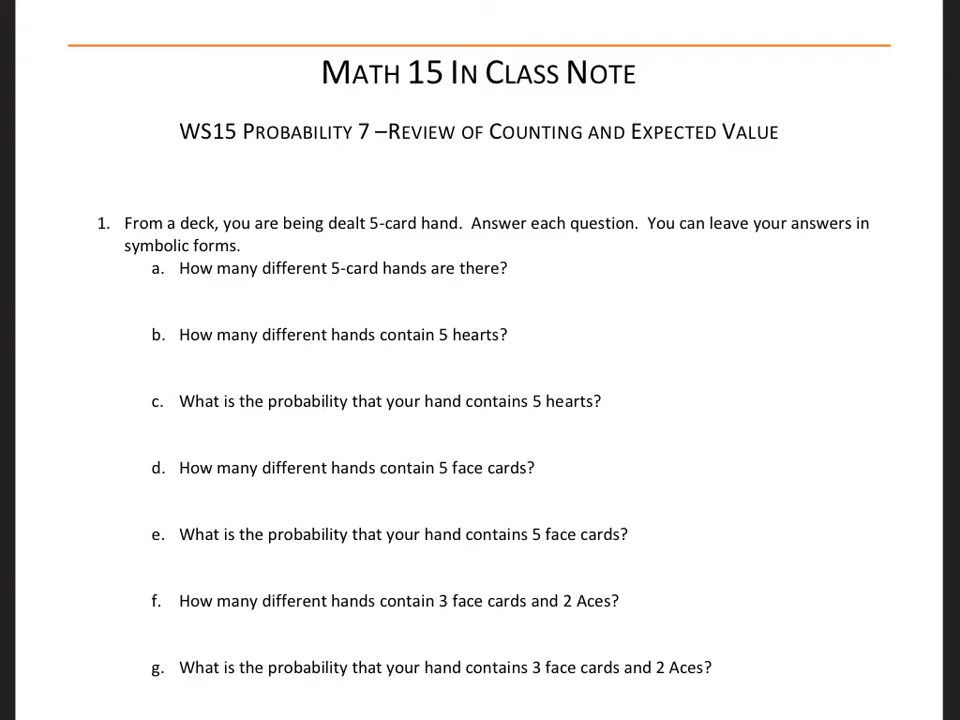 MATH 15 IN CLASS NOTE
WS15 PROBABILITY 7 –REVIEW OF COUNTING AND EXPECTED VALUE
1. From a deck, you are being dealt 5-card hand. Answer each question. You can leave your answers in
symbolic forms.
a. How many different 5-card hands are there?
b. How many different hands contain 5 hearts?
c. What is the probability that your hand contains 5 hearts?
d. How many different hands contain 5 face cards?
e. What is the probability that your hand contains 5 face cards?
f. How many different hands contain 3 face cards and 2 Aces?
g. What is the probability that your hand contains 3 face cards and 2 Aces?